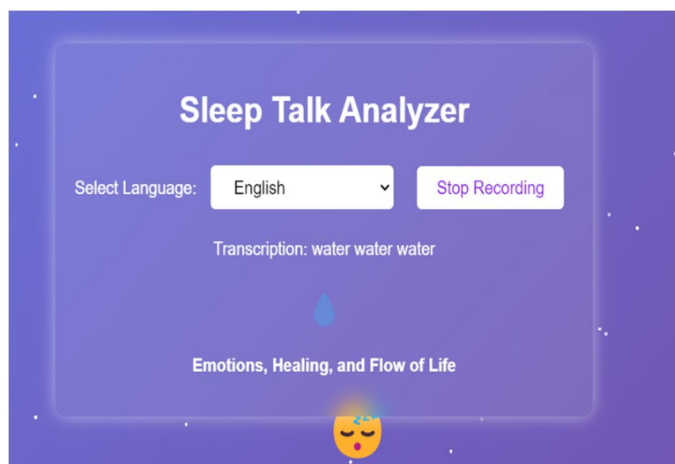 Sleep Talk Analyzer
Select Language: English Stop Recording
Transcription: water water water
Emotions, Healing, and Flow of Life